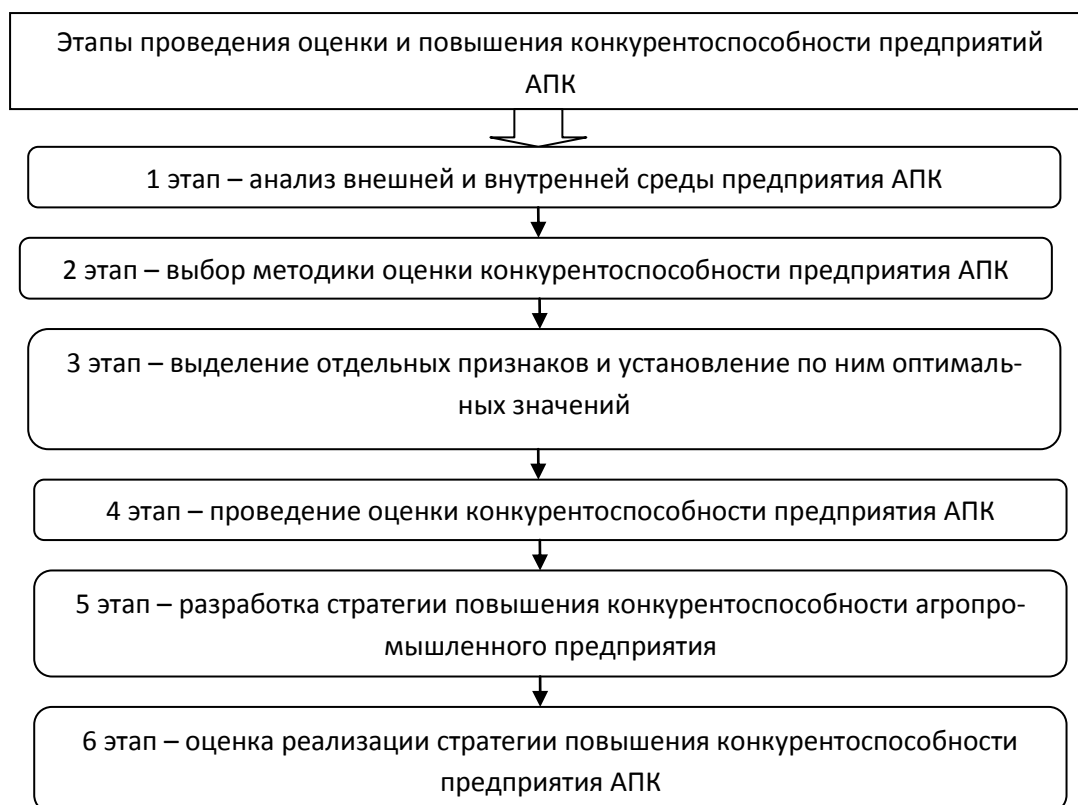 Этапы проведения оценки и повышения конкурентоспособности предприятий
АПК
1 этап – анализ внешней и внутренней среды предприятия АПК
2 этап – выбор методики оценки конкурентоспособности предприятия АПК
3 этап – выделение отдельных признаков и установление по ним оптималь-
ных значений
4 этап – проведение оценки конкурентоспособности предприятия АПК
5 этап – разработка стратегии повышения конкурентоспособности агропро-
мышленного предприятия
6 этап – оценка реализации стратегии повышения конкурентоспособности
предприятия АПК